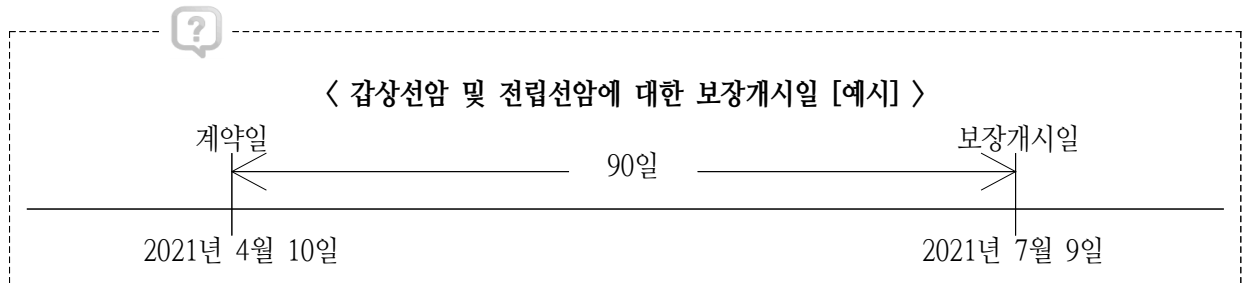 ?
< 갑상선암 및 전립선암에 대한 보장개시일 [예시] >
계약일 보장개시일
90일
2021년 4월 10일 2021년 7월 9일